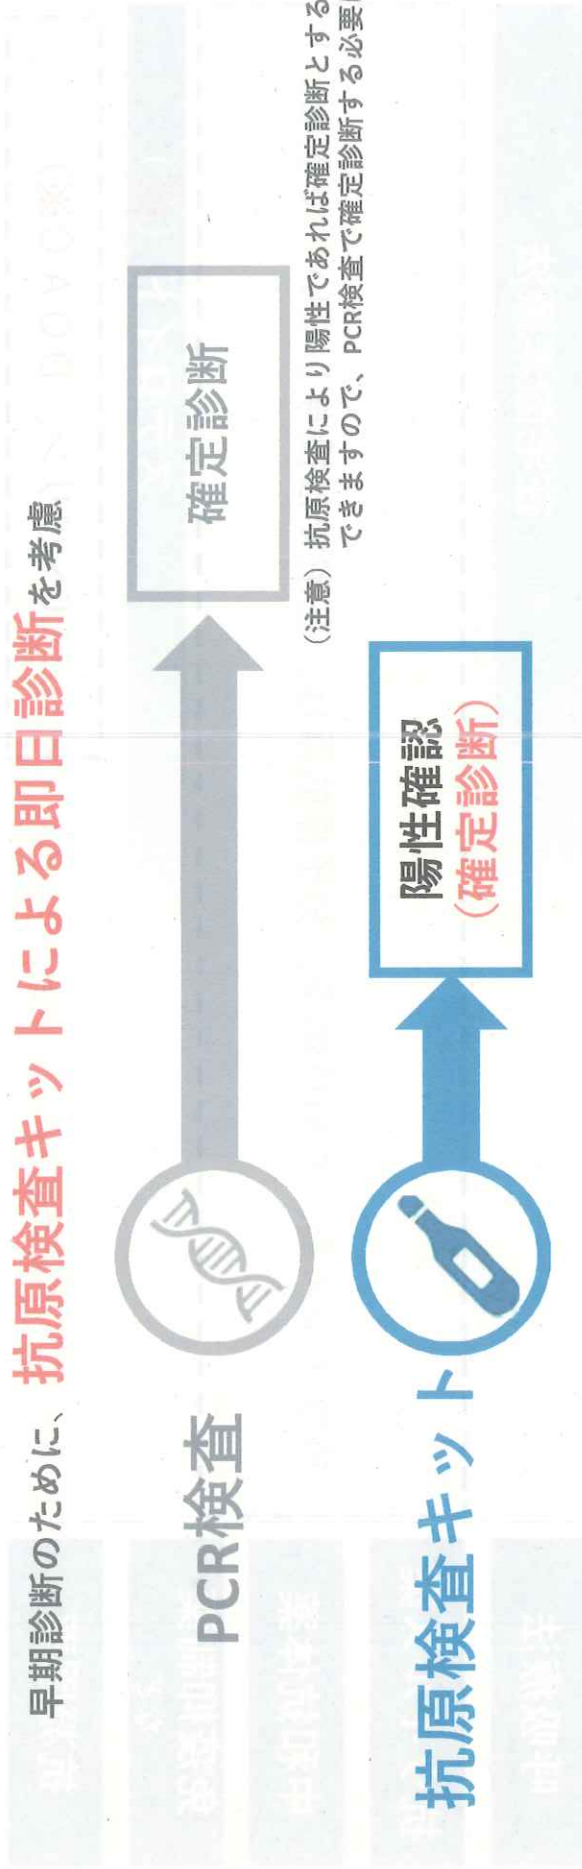 早期診断のために、抗原検査キットによる即日診断を考慮
PCR検査
確定診断
(注意) 抗原検査により陽性であれば確定診断とする
できますので、PCR検査で確定診断する必要
抗原検査キット
陽性確認
(確定診断)